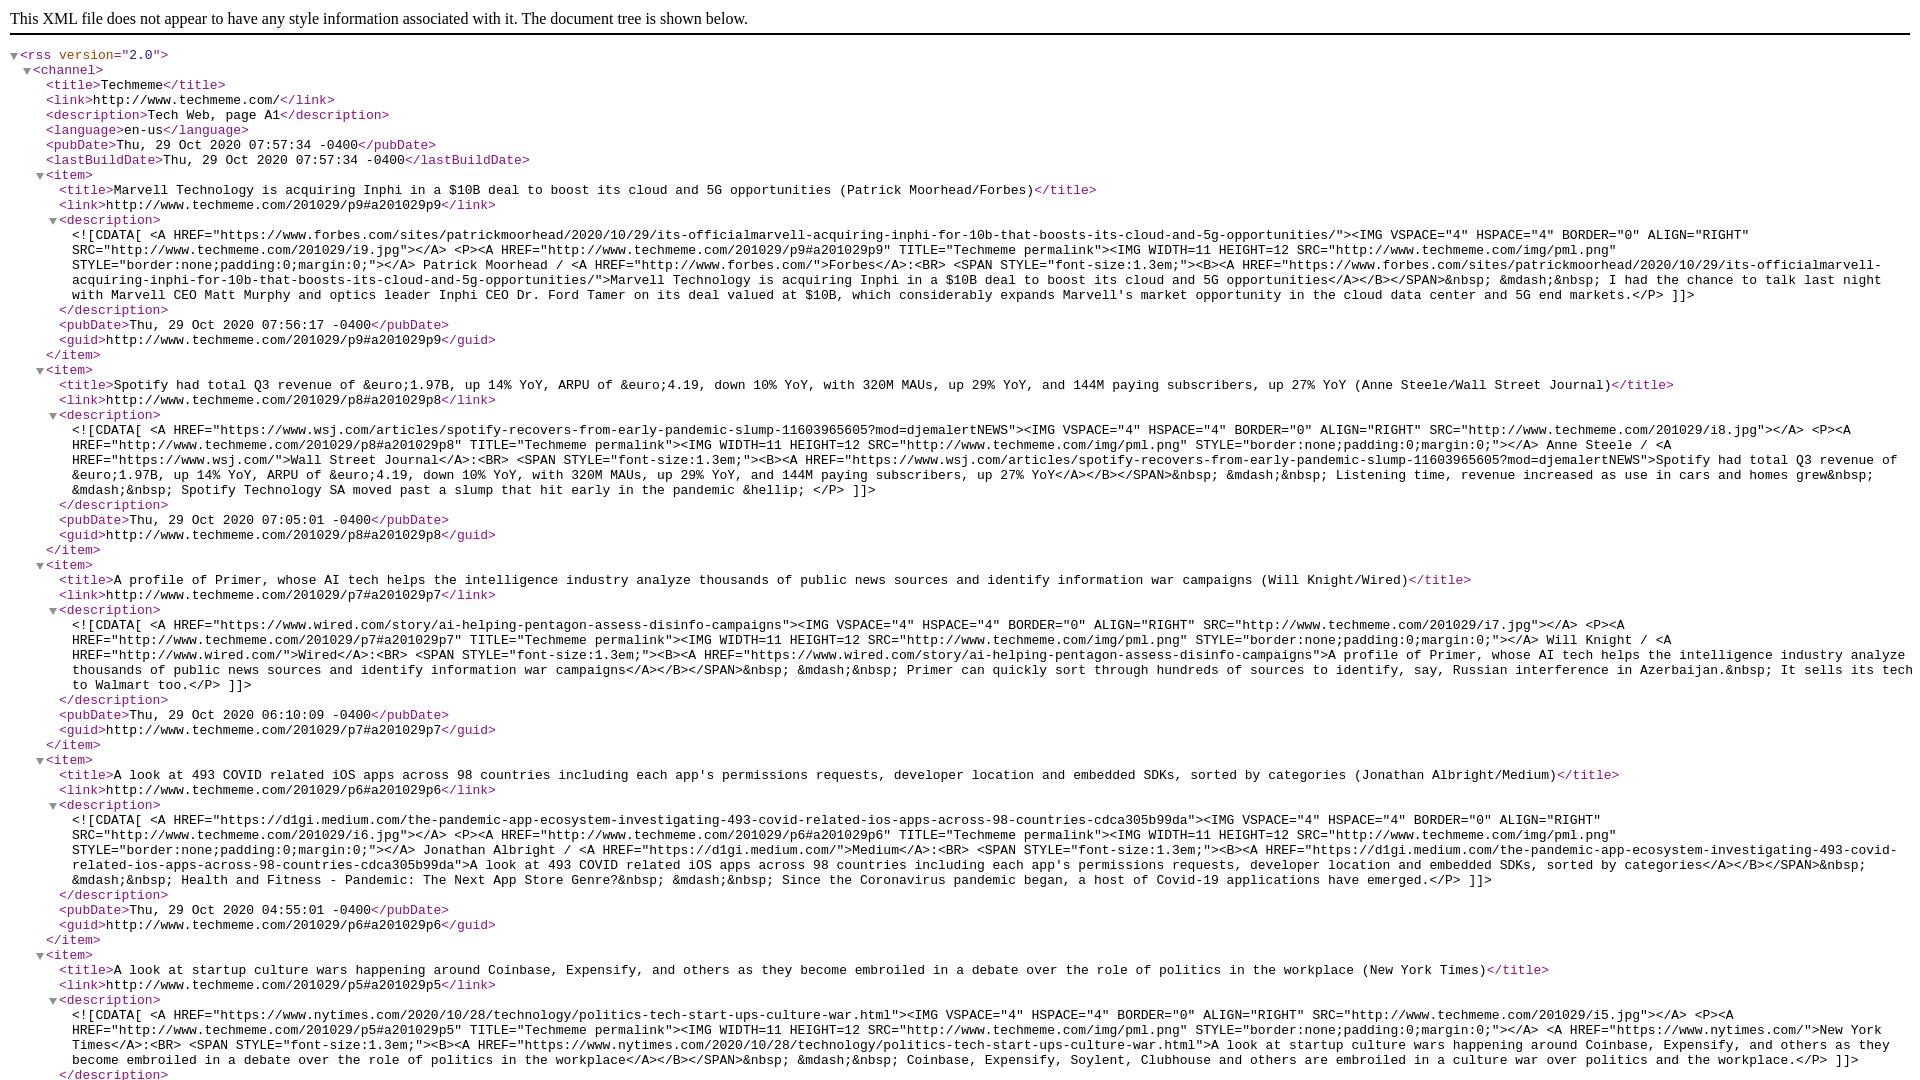 This XML file does not appear to have any style information associated with it. The document tree is shown below.
<rss version="2.0">
<channel>
<title>Techmeme</title>
<link>http://www.techmeme.com/</link>
<description>Tech Web, page A1</description>
<language>en-us</language>
<pubDate>Thu, 29 Oct 2020 07:57:34 -0400</pubDate>
<lastBuildDate>Thu, 29 Oct 2020 07:57:34 -0400</lastBuildDate>
<item>
<title>Marvell Technology is acquiring Inphi in a $10B deal to boost its cloud and 5G opportunities (Patrick Moorhead/Forbes)</title>
<link>http://www.techmeme.com/201029/p9#a201029p9</link>
<description>
<![CDATA[ <A HREF="https://www.forbes.com/sites/patrickmoorhead/2020/10/29/its-officialmarvell-acquiring-inphi-for-10b-that-boosts-its-cloud-and-5g-opportunities/"><IMG VSPACE="4" HSPACE="4" BORDER="0" ALIGN="RIGHT"
SRC="http://www.techmeme.com/201029/i9.jpg"></A> <P><A HREF="http://www.techmeme.com/201029/p9#a201029p9" TITLE="Techmeme permalink"><IMG WIDTH=11 HEIGHT=12 SRC="http://www.techmeme.com/img/pml.png"
STYLE="border:none;padding:0;margin:0;"></A> Patrick Moorhead / <A HREF="http://www.forbes.com/">Forbes</A>:<BR> <SPAN STYLE="font-size:1.3em;"><B><A HREF="https://www.forbes.com/sites/patrickmoorhead/2020/10/29/its-officialmarvell-
acquiring-inphi-for-10b-that-boosts-its-cloud-and-5g-opportunities/">Marvell Technology is acquiring Inphi in a $10B deal to boost its cloud and 5G opportunities</A></B></SPAN>&nbsp; &mdash;&nbsp; I had the chance to talk last night
with Marvell CEO Matt Murphy and optics leader Inphi CEO Dr. Ford Tamer on its deal valued at $10B, which considerably expands Marvell's market opportunity in the cloud data center and 5G end markets.</P> ]]>
</description>
<pubDate>Thu, 29 Oct 2020 07:56:17 -0400</pubDate>
<guid>http://www.techmeme.com/201029/p9#a201029p9</guid>
</item>
<item>
<title>Spotify had total Q3 revenue of &euro;1.97B, up 14% YoY, ARPU of &euro;4.19, down 10% YoY, with 320M MAUs, up 29% YoY, and 144M paying subscribers, up 27% YoY (Anne Steele/Wall Street Journal)</title>
<link>http://www.techmeme.com/201029/p8#a201029p8</link>
<description>
<![CDATA[ <A HREF="https://www.wsj.com/articles/spotify-recovers-from-early-pandemic-slump-11603965605?mod=djemalertNEWS"><IMG VSPACE="4" HSPACE="4" BORDER="0" ALIGN="RIGHT" SRC="http://www.techmeme.com/201029/i8.jpg"></A> <P><A
HREF="http://www.techmeme.com/201029/p8#a201029p8" TITLE="Techmeme permalink"><IMG WIDTH=11 HEIGHT=12 SRC="http://www.techmeme.com/img/pml.png" STYLE="border:none;padding:0;margin:0;"></A> Anne Steele / <A
HREF="https://www.wsj.com/">Wall Street Journal</A>:<BR> <SPAN STYLE="font-size:1.3em;"><B><A HREF="https://www.wsj.com/articles/spotify-recovers-from-early-pandemic-slump-11603965605?mod=djemalertNEWS">Spotify had total Q3 revenue of
&euro;1.97B, up 14% YoY, ARPU of &euro;4.19, down 10% YoY, with 320M MAUs, up 29% YoY, and 144M paying subscribers, up 27% YoY</A></B></SPAN>&nbsp; &mdash;&nbsp; Listening time, revenue increased as use in cars and homes grew&nbsp;
&mdash;&nbsp; Spotify Technology SA moved past a slump that hit early in the pandemic &hellip; </P> ]]>
</description>
<pubDate>Thu, 29 Oct 2020 07:05:01 -0400</pubDate>
<guid>http://www.techmeme.com/201029/p8#a201029p8</guid>
</item>
<item>
<title>A profile of Primer, whose AI tech helps the intelligence industry analyze thousands of public news sources and identify information war campaigns (Will Knight/Wired)</title>
<link>http://www.techmeme.com/201029/p7#a201029p7</link>
<description>
<![CDATA[ <A HREF="https://www.wired.com/story/ai-helping-pentagon-assess-disinfo-campaigns"><IMG VSPACE="4" HSPACE="4" BORDER="0" ALIGN="RIGHT" SRC="http://www.techmeme.com/201029/i7.jpg"></A> <P><A
HREF="http://www.techmeme.com/201029/p7#a201029p7" TITLE="Techmeme permalink"><IMG WIDTH=11 HEIGHT=12 SRC="http://www.techmeme.com/img/pml.png" STYLE="border:none;padding:0;margin:0;"></A> Will Knight / <A
HREF="http://www.wired.com/">Wired</A>:<BR> <SPAN STYLE="font-size:1.3em;"><B><A HREF="https://www.wired.com/story/ai-helping-pentagon-assess-disinfo-campaigns">A profile of Primer, whose AI tech helps the intelligence industry analyze
thousands of public news sources and identify information war campaigns</A></B></SPAN>&nbsp; &mdash;&nbsp; Primer can quickly sort through hundreds of sources to identify, say, Russian interference in Azerbaijan.&nbsp; It sells its tech
to Walmart too.</P> ]]>
</description>
<pubDate>Thu, 29 Oct 2020 06:10:09 -0400</pubDate>
<guid>http://www.techmeme.com/201029/p7#a201029p7</guid>
</item>
<item>
<title>A look at 493 COVID related iOS apps across 98 countries including each app's permissions requests, developer location and embedded SDKs, sorted by categories (Jonathan Albright/Medium)</title>
<link>http://www.techmeme.com/201029/p6#a201029p6</link>
<description>
<![CDATA[ <A HREF="https://d1gi.medium.com/the-pandemic-app-ecosystem-investigating-493-covid-related-ios-apps-across-98-countries-cdca305b99da"><IMG VSPACE="4" HSPACE="4" BORDER="0" ALIGN="RIGHT"
SRC="http://www.techmeme.com/201029/i6.jpg"></A> <P><A HREF="http://www.techmeme.com/201029/p6#a201029p6" TITLE="Techmeme permalink"><IMG WIDTH=11 HEIGHT=12 SRC="http://www.techmeme.com/img/pml.png"
STYLE="border:none;padding:0;margin:0;"></A> Jonathan Albright / <A HREF="https://d1gi.medium.com/">Medium</A>:<BR> <SPAN STYLE="font-size:1.3em;"><B><A HREF="https://d1gi.medium.com/the-pandemic-app-ecosystem-investigating-493-covid-
related-ios-apps-across-98-countries-cdca305b99da">A look at 493 COVID related iOS apps across 98 countries including each app's permissions requests, developer location and embedded SDKs, sorted by categories</A></B></SPAN>&nbsp;
&mdash;&nbsp; Health and Fitness - Pandemic: The Next App Store Genre?&nbsp; &mdash;&nbsp; Since the Coronavirus pandemic began, a host of Covid-19 applications have emerged.</P> ]]>
</description>
<pubDate>Thu, 29 Oct 2020 04:55:01 -0400</pubDate>
<guid>http://www.techmeme.com/201029/p6#a201029p6</guid>
</item>
<item>
<title>A look at startup culture wars happening around Coinbase, Expensify, and others as they become embroiled in a debate over the role of politics in the workplace (New York Times)</title>
<link>http://www.techmeme.com/201029/p5#a201029p5</link>
<description>
<![CDATA[ <A HREF="https://www.nytimes.com/2020/10/28/technology/politics-tech-start-ups-culture-war.html"><IMG VSPACE="4" HSPACE="4" BORDER="0" ALIGN="RIGHT" SRC="http://www.techmeme.com/201029/i5.jpg"></A> <P><A
HREF="http://www.techmeme.com/201029/p5#a201029p5" TITLE="Techmeme permalink"><IMG WIDTH=11 HEIGHT=12 SRC="http://www.techmeme.com/img/pml.png" STYLE="border:none;padding:0;margin:0;"></A> <A HREF="https://www.nytimes.com/">New York
Times</A>:<BR> <SPAN STYLE="font-size:1.3em;"><B><A HREF="https://www.nytimes.com/2020/10/28/technology/politics-tech-start-ups-culture-war.html">A look at startup culture wars happening around Coinbase, Expensify, and others as they
become embroiled in a debate over the role of politics in the workplace</A></B></SPAN>&nbsp; &mdash;&nbsp; Coinbase, Expensify, Soylent, Clubhouse and others are embroiled in a culture war over politics and the workplace.</P> ]]>
</description>